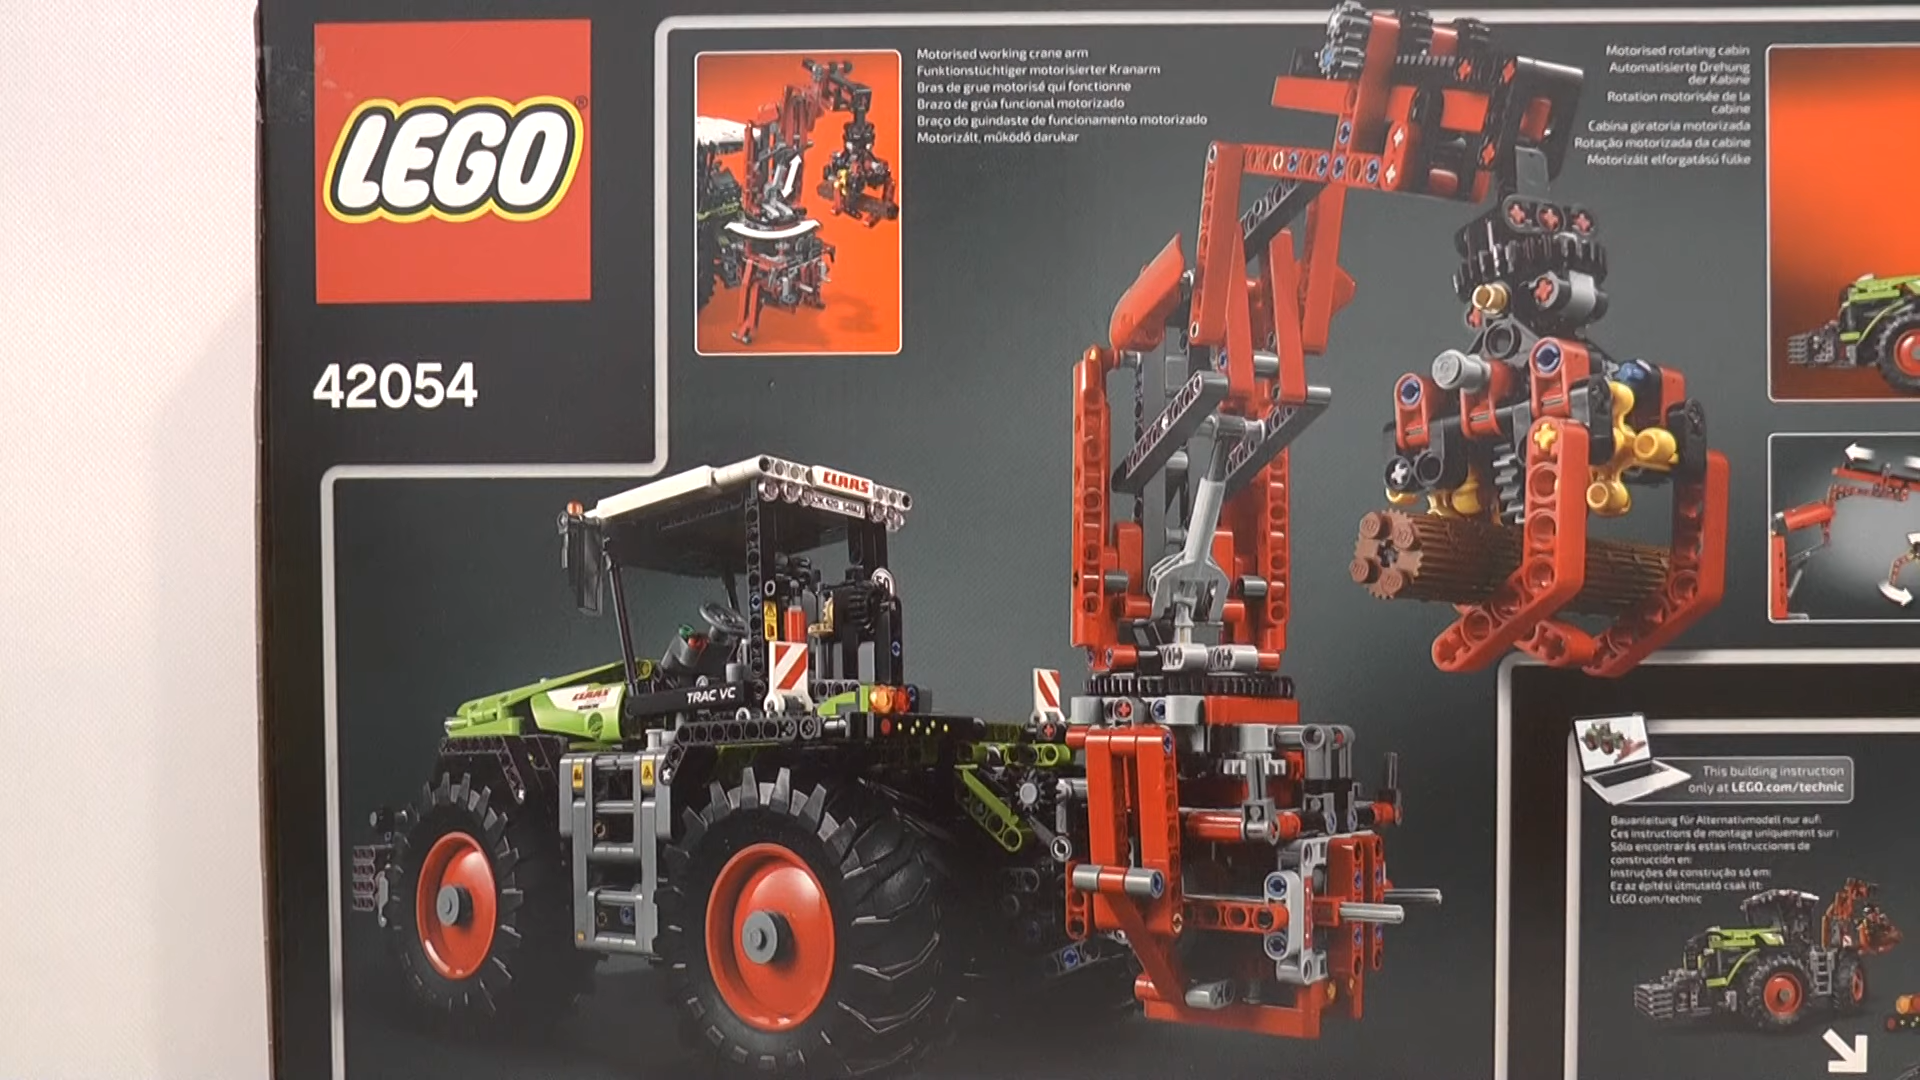 LEGO®
42054
Motorised working crane arm
Funktionstüchtiger motorisierter Kranarm
Bras de grue motorisé qui fonctionne
Brazo de grúa funcional motorizado
Braço do guindaste de funcionamento motorizado
Motorizált, működő darukar
Motorised rotating cabin
Automatisierte Drehung
der Kabine
Rotation motorisée de la
cabine
Cabina giratoria motorizada
Rotação motorizada da cabine
Motorizált elforgatású fülke
CLAAS
CLAAS
TRAC VC
50
This building instruction
only at LEGO.com/technic
Bauanleitung für Alternativmodell nur auf:
Ces instructions de montage uniquement sur :
Sólo encontrarás estas instrucciones de
construcción en:
Instruções de construção só em:
Ez az építési útmutató csak itt:
LEGO.com/technic